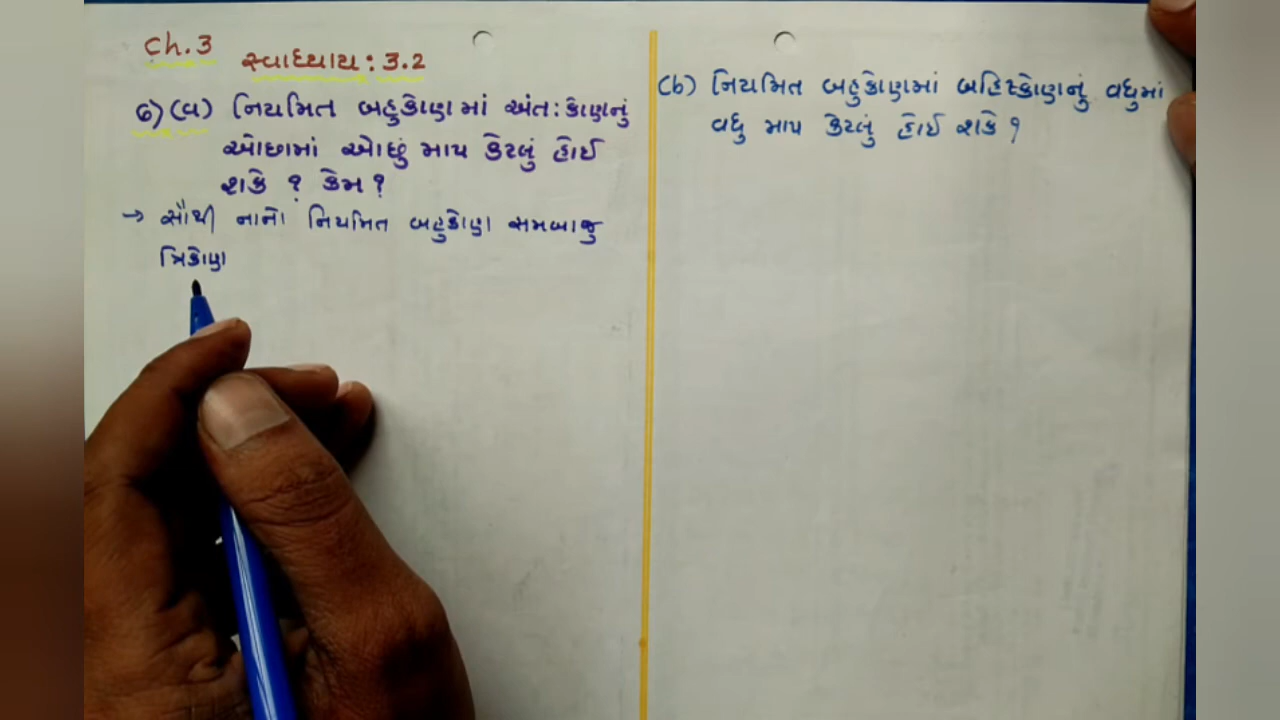 Ch.3
સ્વાધ્યાય : 3.2
6) (a) નિયમિત બહુકોણમાં અંતઃકોણનું
ઓછામાં ઓછું માપ કેટલું હોઈ
શકે ? કેમ ?
→ સૌથી નાનો નિયમિત બહુકોણ સમબાજુ
ત્રિકોણ
(b) નિયમિત બહુકોણમાં બહિષ્કોણનું વધુમાં
વધુ માપ કેટલું હોઈ શકે ?